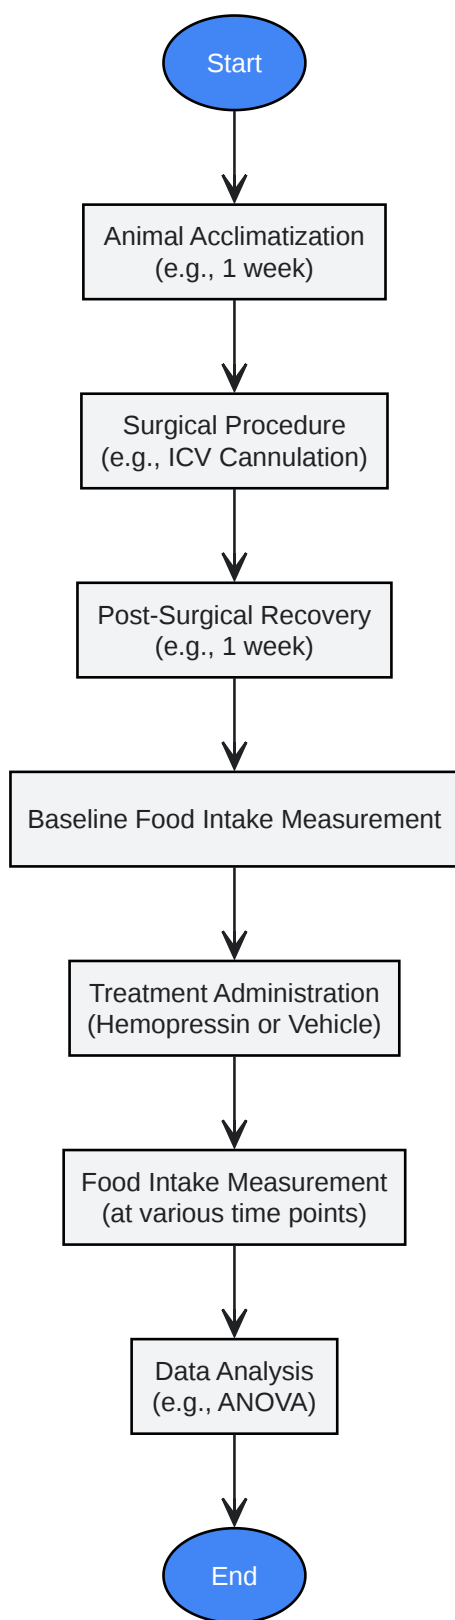 Start
Animal Acclimatization
(e.g., 1 week)
Surgical Procedure
(e.g., ICV Cannulation)
Post-Surgical Recovery
(e.g., 1 week)
Baseline Food Intake Measurement
Treatment Administration
(Hemopressin or Vehicle)
Food Intake Measurement
(at various time points)
Data Analysis
(e.g., ANOVA)
End